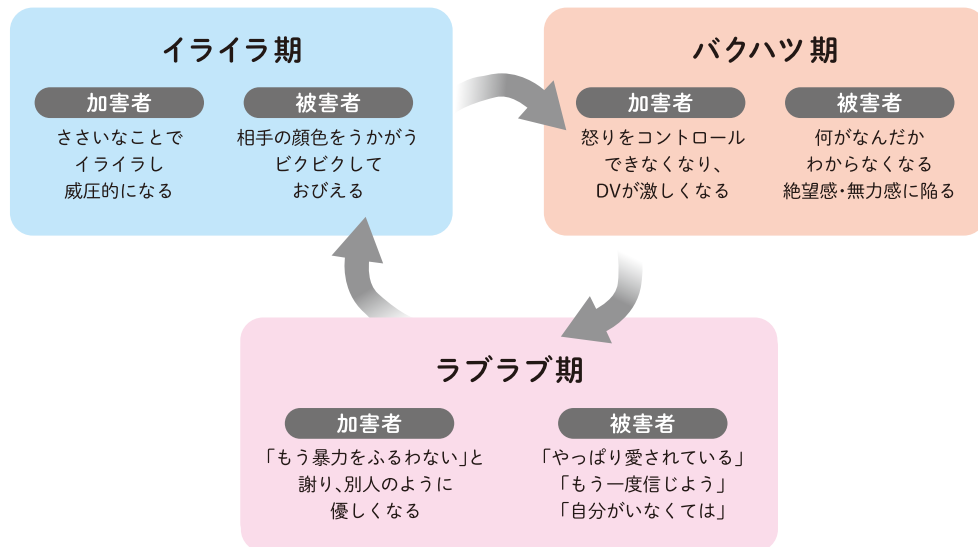 イライラ期
加害者
ささいなことで
イライラし
威圧的になる
被害者
相手の顔色をうかがう
ビクビクして
おびえる
バクハツ期
加害者
怒りをコントロール
できなくなり、
DVが激しくなる
被害者
何がなんだか
わからなくなる
絶望感・無力感に陥る
ラブラブ期
加害者
「もう暴力をふるわない」と
謝り、別人のように
優しくなる
被害者
「やっぱり愛されている」
「もう一度信じよう」
「自分がいなくては」